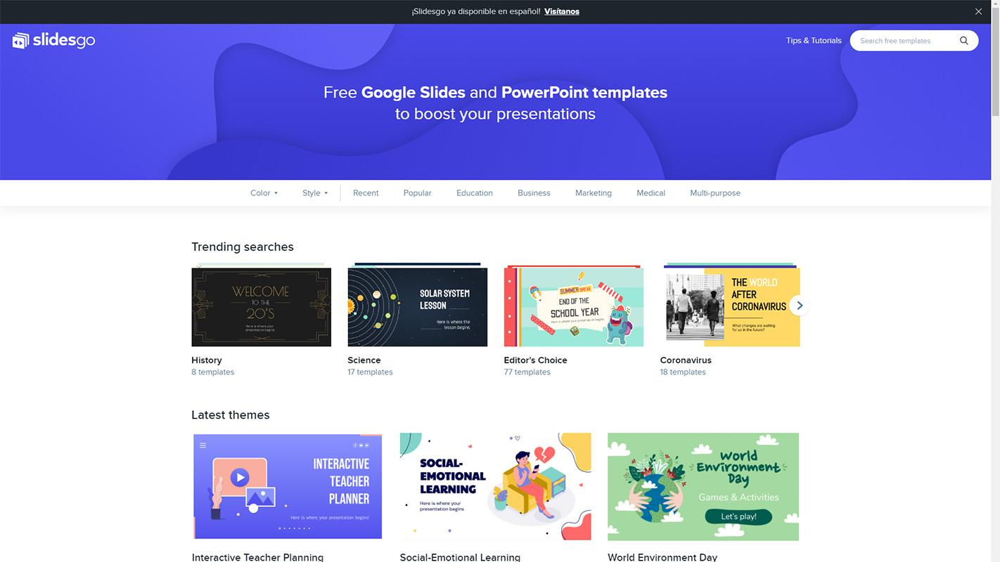 ¡Slidesgo ya disponible en español! Visítanos
slidesgo
Tips & Tutorials
Search free templates
Free Google Slides and PowerPoint templates
to boost your presentations
Color
Style
Recent
Popular
Education
Business
Marketing
Medical
Multi-purpose
Trending searches
WELCOME
TO THE
20'S
Here is where your
presentation begins
History
8 templates
SOLAR SYSTEM
LESSON
Here is where the
lesson begins
Science
17 templates
SUMMER BREAK
END OF THE
SCHOOL YEAR
Here is where your presentation begins
Editor's Choice
77 templates
THE WORLD
AFTER
CORONAVIRUS
What changes are waiting
for us in the future?
Coronavirus
18 templates
Latest themes
INTERACTIVE
TEACHER
PLANNER
Here is where your presentation begins!
Interactive Teacher Planning
SOCIAL-
EMOTIONAL
LEARNING
Here is where your
presentation begins
Social-Emotional Learning
World
Environment
Day
Games & Activities
Let's play!
World Environment Day